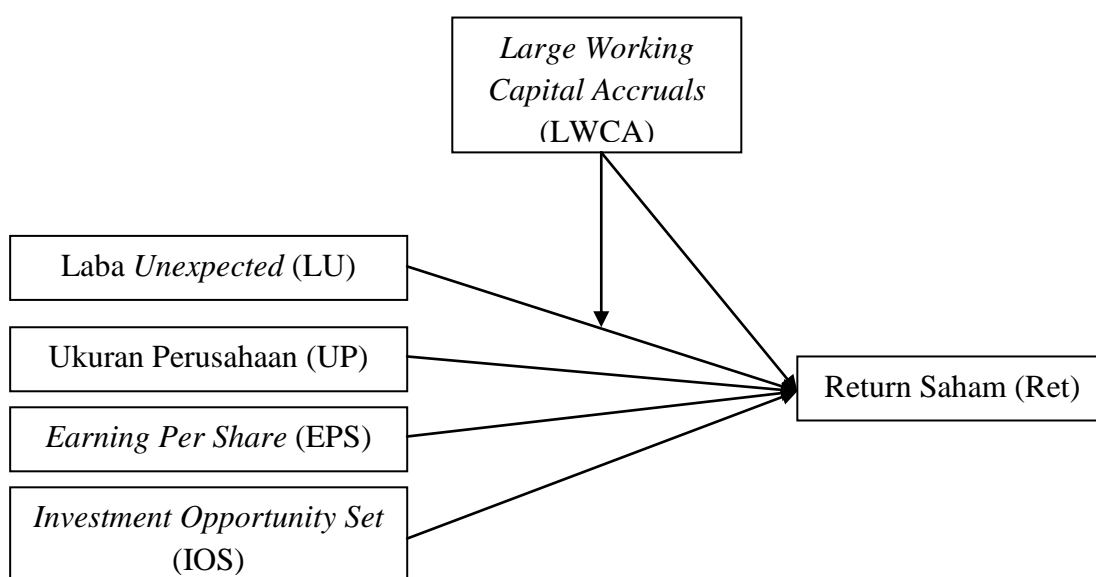 Large Working
Capital Accruals
(LWCA)
Laba Unexpected (LU)
Ukuran Perusahaan (UP)
Return Saham (Ret)
Earning Per Share (EPS)
Investment Opportunity Set
(IOS)